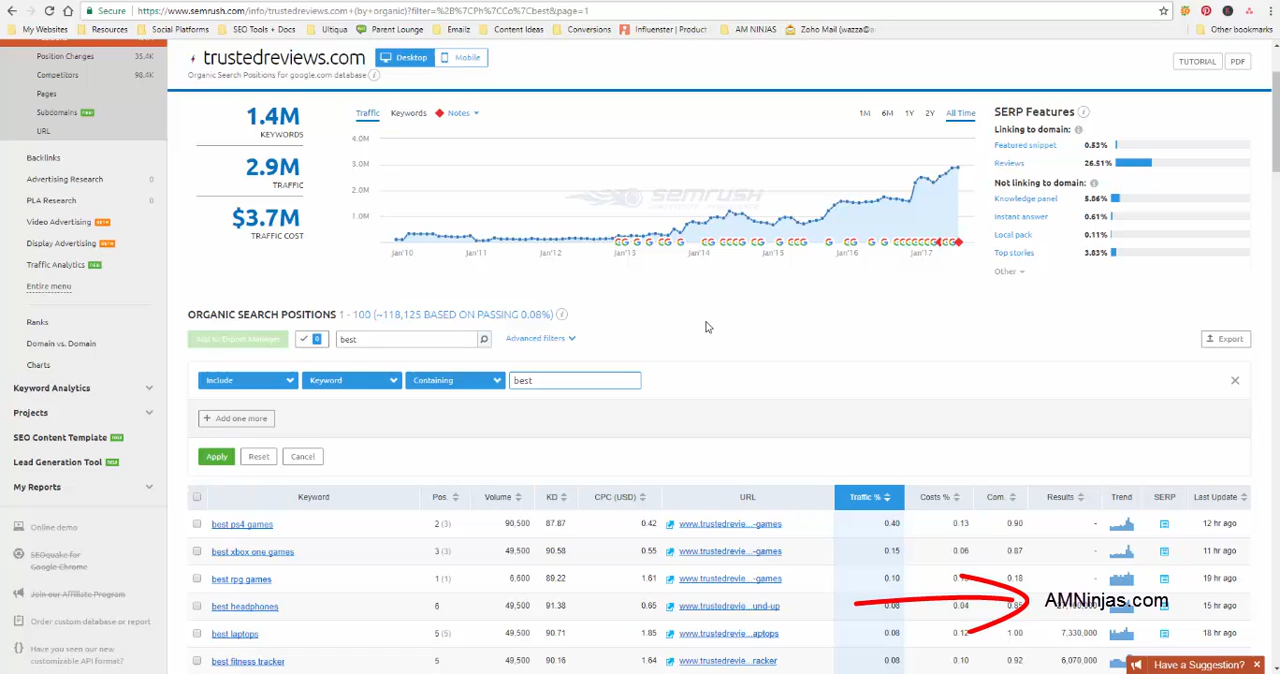 Secure
https://www.semrush.com/info/trustedreviews.com+(by+organic)?filter=%2B%7CPh%7CCo%7Cbest&page=1
My Websites
Resources
Social Platforms
SEO Tools + Docs
Ultiqua
Parent Lounge
Emailz
Content Ideas
Conversions
Influenster | Product
AM NINJAS
Zoho Mail (wazza@
Other bookmarks
Position Changes 35.4K
Competitors 98.4K
Pages
Subdomains
URL
Backlinks
Advertising Research 0
PLA Research 0
Video Advertising
Display Advertising
Traffic Analytics
Entire menu
Ranks
Domain vs. Domain
Charts
Keyword Analytics
Projects
SEO Content Template
Lead Generation Tool
My Reports
Online demo
SEOquake for
Google Chrome
Join our Affiliate Program
Order custom database or report
Have you seen our new
customizable API format?
trustedreviews.com
Desktop
Mobile
TUTORIAL
PDF
Organic Search Positions for google.com database
1.4M
KEYWORDS
2.9M
TRAFFIC
$3.7M
TRAFFIC COST
Traffic Keywords Notes
1M 6M 1Y 2Y All Time
4.0M
3.0M
2.0M
1.0M
SEMRUSH
Jan'10 Jan'11 Jan'12 Jan'13 Jan'14 Jan'15 Jan'16 Jan'17
SERP Features
Linking to domain:
Featured snippet 0.53%
Reviews 26.51%
Not linking to domain:
Knowledge panel 5.86%
Instant answer 0.61%
Local pack 0.11%
Top stories 3.83%
Other
ORGANIC SEARCH POSITIONS 1 - 100 (~118,125 BASED ON PASSING 0.08%)
Add to Export Manager
0
best
Advanced filters
Export
Include Keyword Containing best
+ Add one more
Apply Reset Cancel
Keyword Pos. Volume KD CPC (USD) URL Traffic % Costs % Com. Results Trend SERP Last Update
best ps4 games 2 (3) 90,500 87.87 0.42 www.trustedrevie...-games 0.40 0.13 0.90 - 12 hr ago
best xbox one games 3 (3) 49,500 90.58 0.55 www.trustedrevie...-games 0.15 0.06 0.87 - 11 hr ago
best rpg games 1 (1) 6,600 89.22 1.61 www.trustedrevie...-games 0.10 0.18 - 19 hr ago
best headphones 6 49,500 91.38 0.65 www.trustedrevie...und-up 0.08 0.04 15 hr ago
AMNinjas.com
best laptops 5 (5) 49,500 90.71 1.85 www.trustedrevie...aptops 0.08 0.12 1.00 7,330,000 18 hr ago
best fitness tracker 5 49,500 90.16 1.64 www.trustedrevie...racker 0.08 0.10 0.92 6,070,000
Have a Suggestion?